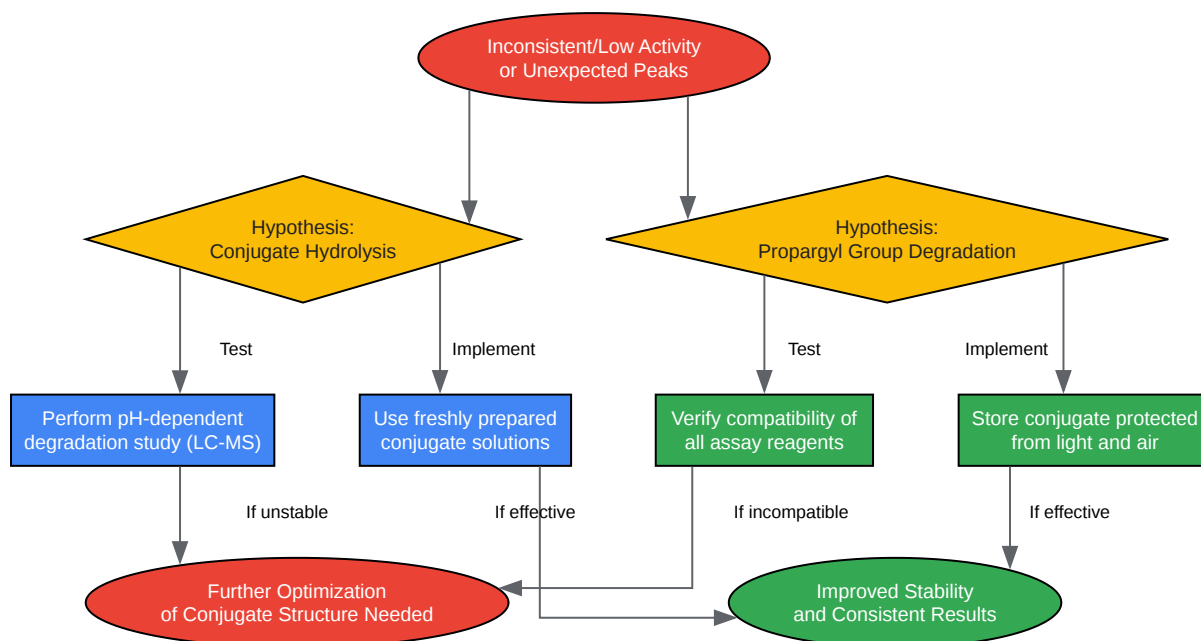 Inconsistent/Low Activity
or Unexpected Peaks
Hypothesis:
Conjugate Hydrolysis
Hypothesis:
Propargyl Group Degradation
Test
Implement
Test
Implement
Perform pH-dependent
degradation study (LC-MS)
Use freshly prepared
conjugate solutions
Verify compatibility of
all assay reagents
Store conjugate protected
from light and air
If unstable
If effective
If incompatible
If effective
Further Optimization
of Conjugate Structure Needed
Improved Stability
and Consistent Results